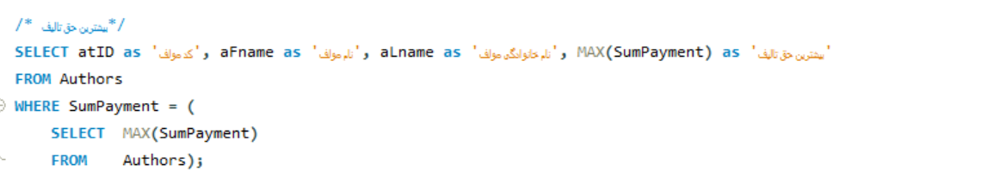 /* بیشترین حق تالیف*/
SELECT atID as 'کد مولف', aFname as 'نام مولف', aLname as 'نام خانوادگی مولف', MAX(SumPayment) as 'بیشترین حق تالیف'
FROM Authors
WHERE SumPayment = (
SELECT MAX(SumPayment)
FROM Authors);